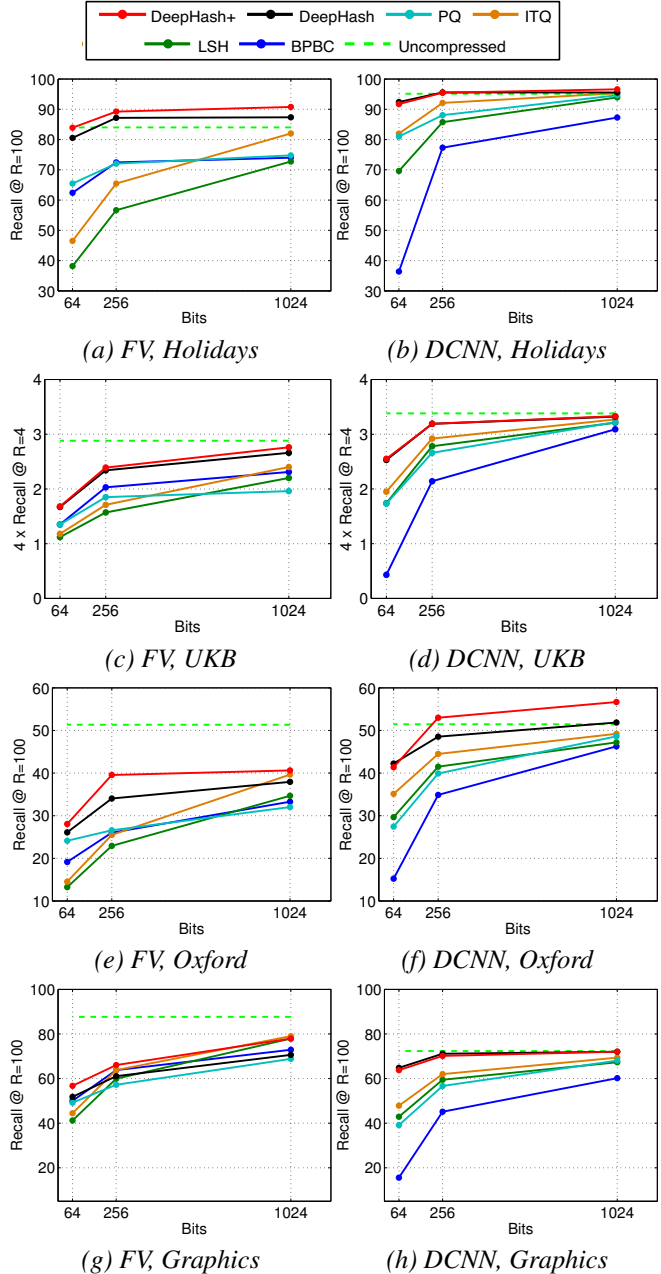 DeepHash+ DeepHash PQ ITQ
LSH BPBC Uncompressed
100
90
80
70
60
50
40
30
64 256 1024
Recall @ R=100
Bits
(a) FV, Holidays
100
90
80
70
60
50
40
30
64 256 1024
Recall @ R=100
Bits
(b) DCNN, Holidays
4
3
2
1
0
64 256 1024
4 x Recall @ R=4
Bits
(c) FV, UKB
4
3
2
1
0
64 256 1024
4 x Recall @ R=4
Bits
(d) DCNN, UKB
60
50
40
30
20
10
64 256 1024
Recall @ R=100
Bits
(e) FV, Oxford
60
50
40
30
20
10
64 256 1024
Recall @ R=100
Bits
(f) DCNN, Oxford
100
80
60
40
20
64 256 1024
Recall @ R=100
Bits
(g) FV, Graphics
100
80
60
40
20
64 256 1024
Recall @ R=100
Bits
(h) DCNN, Graphics